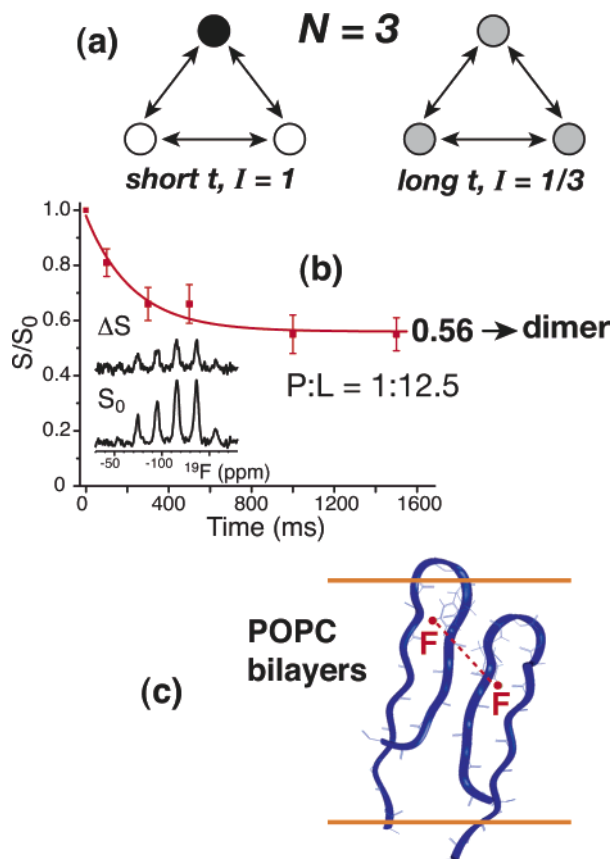 (a)
N = 3
short t, I = 1
long t, I = 1/3
(b)
S/S₀
1.0
0.8
0.6
0.4
0.2
0
0.56 → dimer
P:L = 1:12.5
ΔS
S₀
-50
-100
¹⁹F (ppm)
0
400
800
1200
1600
Time (ms)
POPC
bilayers
(c)
F
F